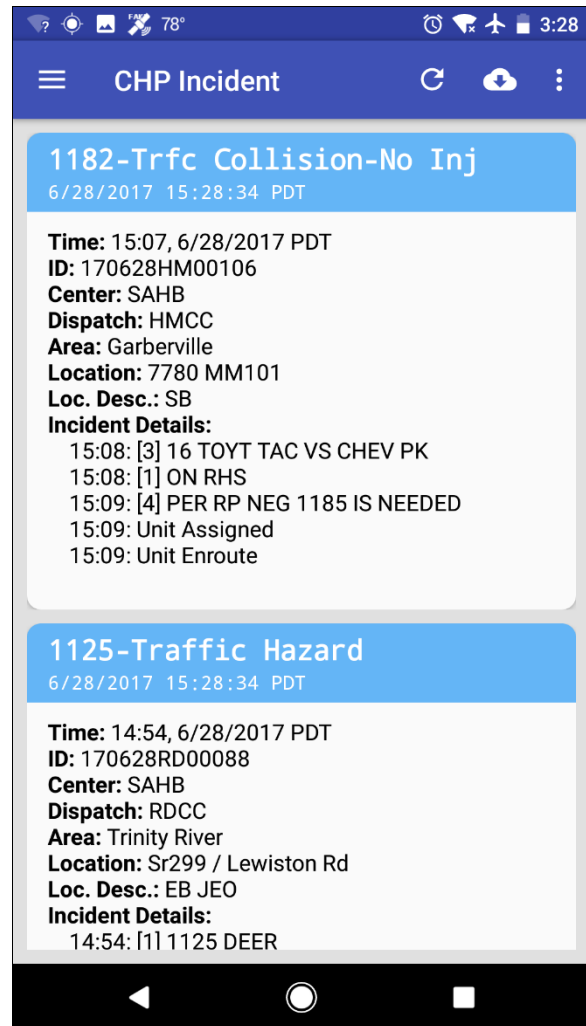 ? FAKE 78° 3:28
CHP Incident
1182-Trfc Collision-No Inj
6/28/2017 15:28:34 PDT
Time: 15:07, 6/28/2017 PDT
ID: 170628HM00106
Center: SAHB
Dispatch: HMCC
Area: Garberville
Location: 7780 MM101
Loc. Desc.: SB
Incident Details:
15:08: [3] 16 TOYT TAC VS CHEV PK
15:08: [1] ON RHS
15:09: [4] PER RP NEG 1185 IS NEEDED
15:09: Unit Assigned
15:09: Unit Enroute
1125-Traffic Hazard
6/28/2017 15:28:34 PDT
Time: 14:54, 6/28/2017 PDT
ID: 170628RD00088
Center: SAHB
Dispatch: RDCC
Area: Trinity River
Location: Sr299 / Lewiston Rd
Loc. Desc.: EB JEO
Incident Details:
14:54: [1] 1125 DEER